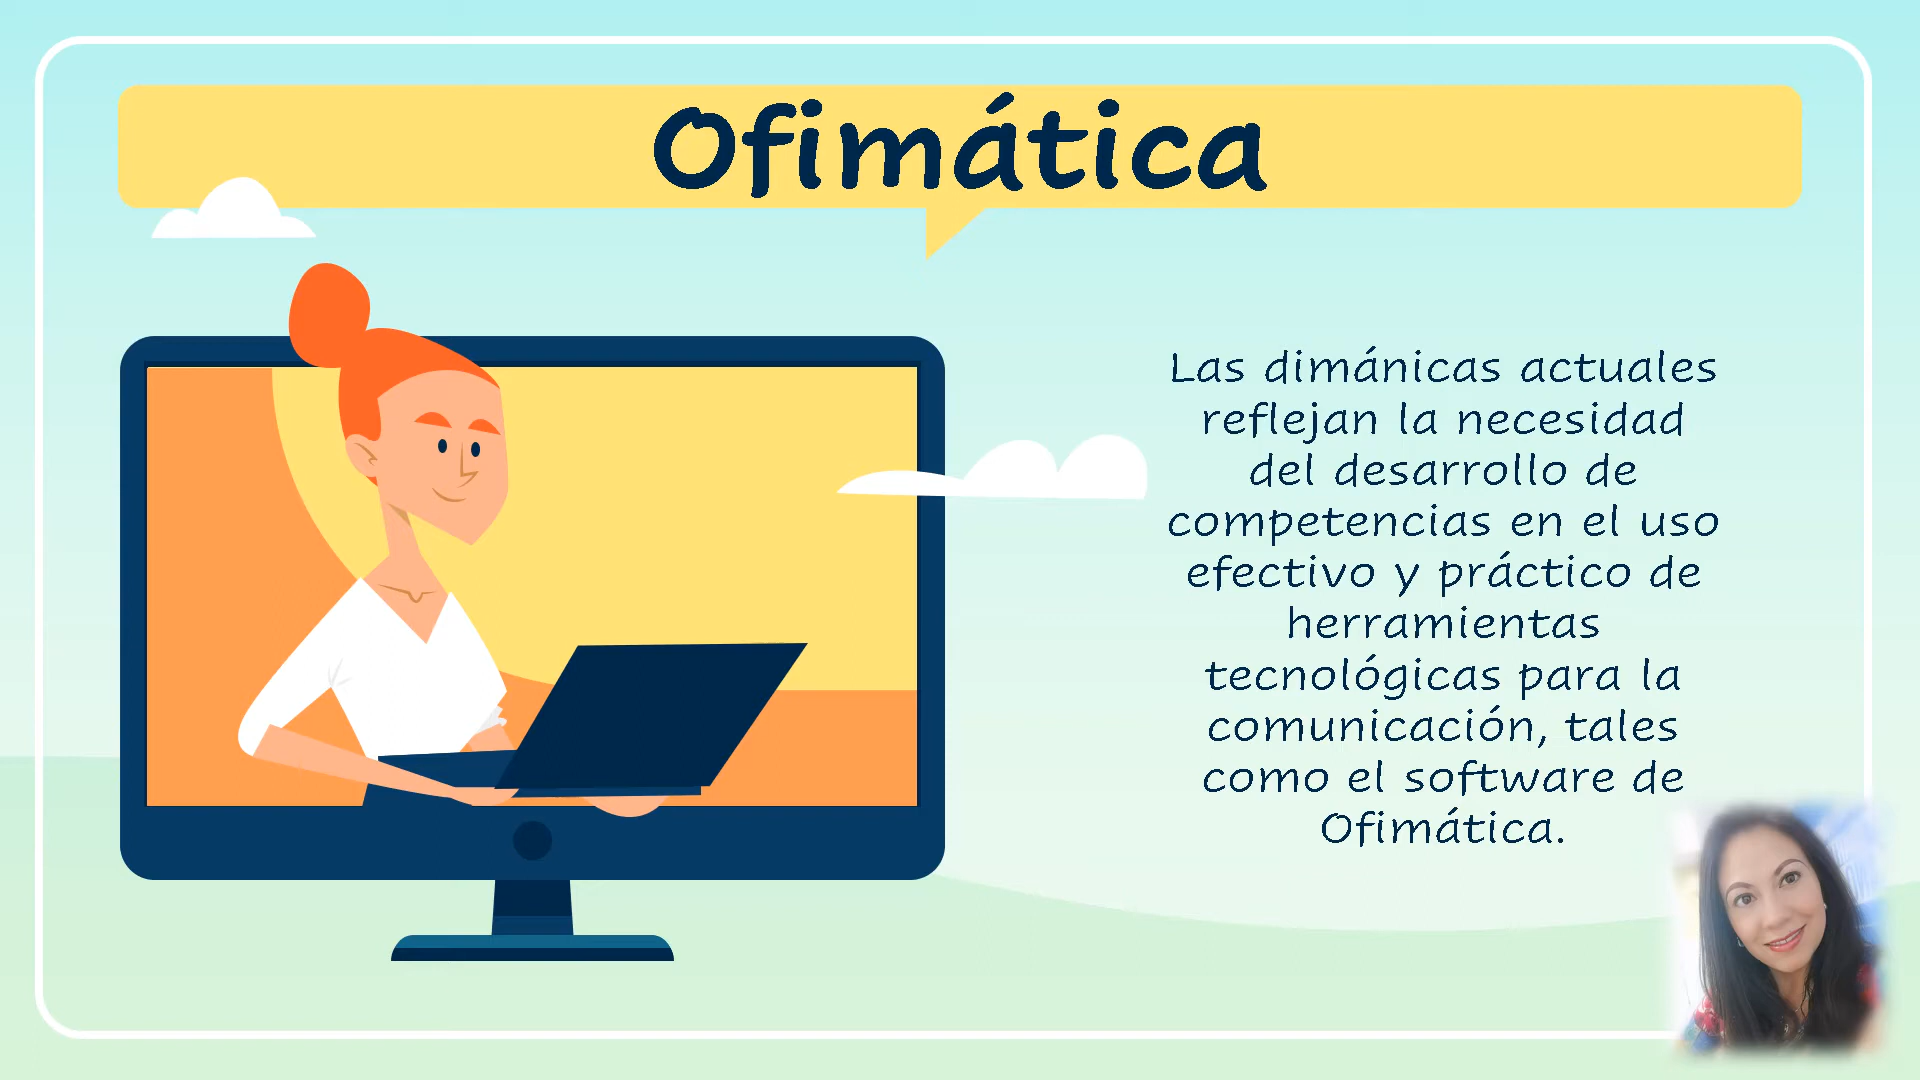 Ofimática
Las dimánicas actuales
reflejan la necesidad
del desarrollo de
competencias en el uso
efectivo y práctico de
herramientas
tecnológicas para la
comunicación, tales
como el software de
Ofimática.